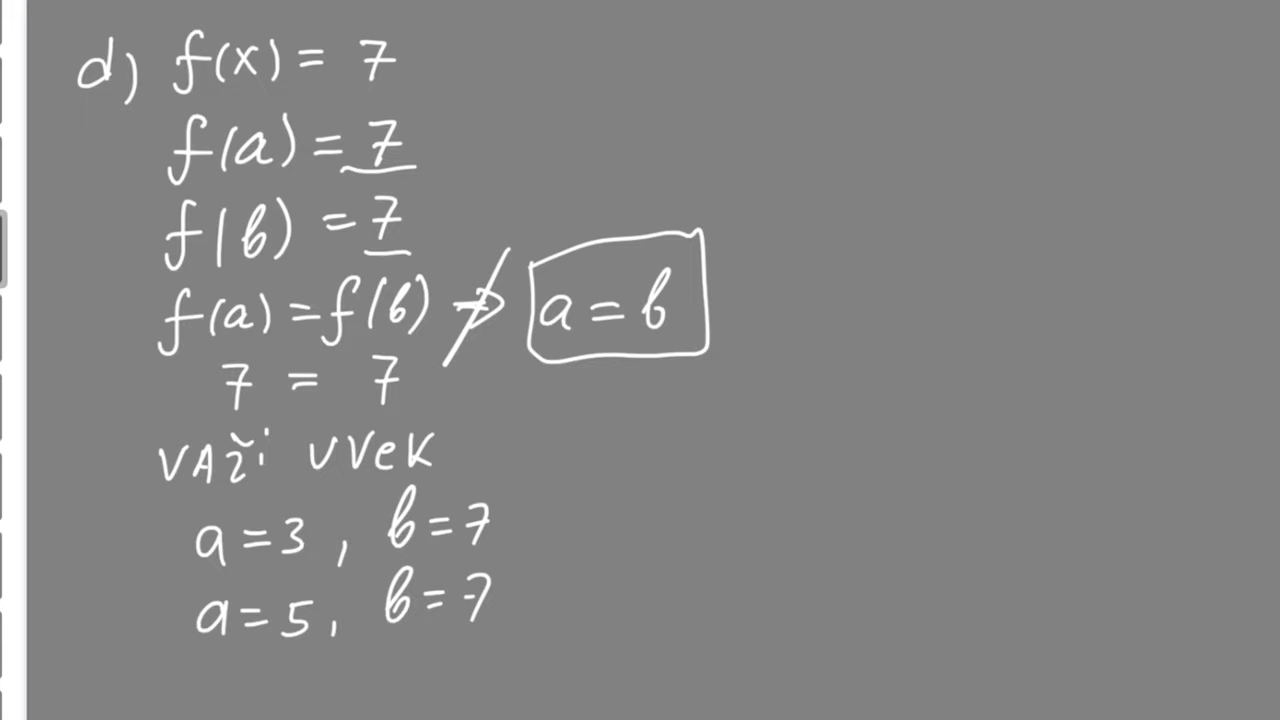 d) f(x) = 7
f(a) = 7
f(b) = 7
f(a) = f(b) ⇏ a = b
7 = 7
VAŽi UVeK
a = 3, b = 7
a = 5, b = 7